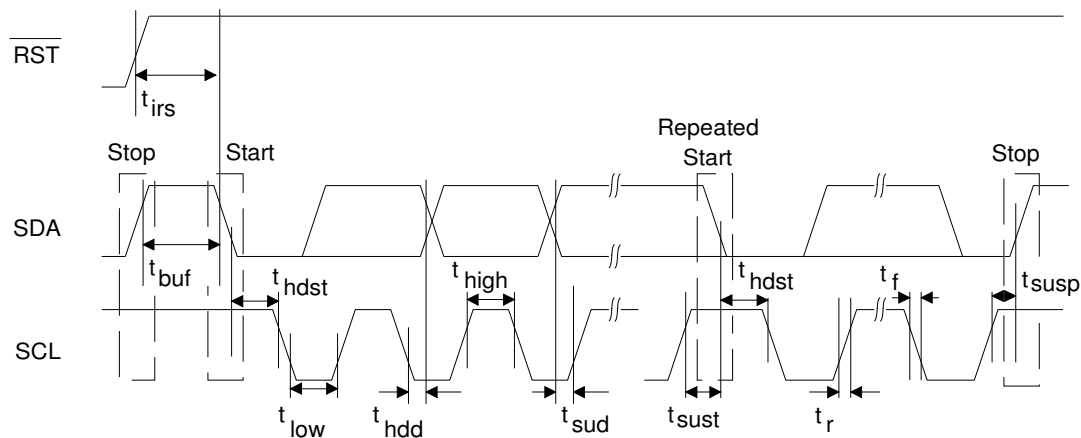 RST
t irs
Repeated
Stop Start Start Stop
SDA
t buf t hdst t high t hdst t f t susp
SCL
t low t hdd t sud t sust t r